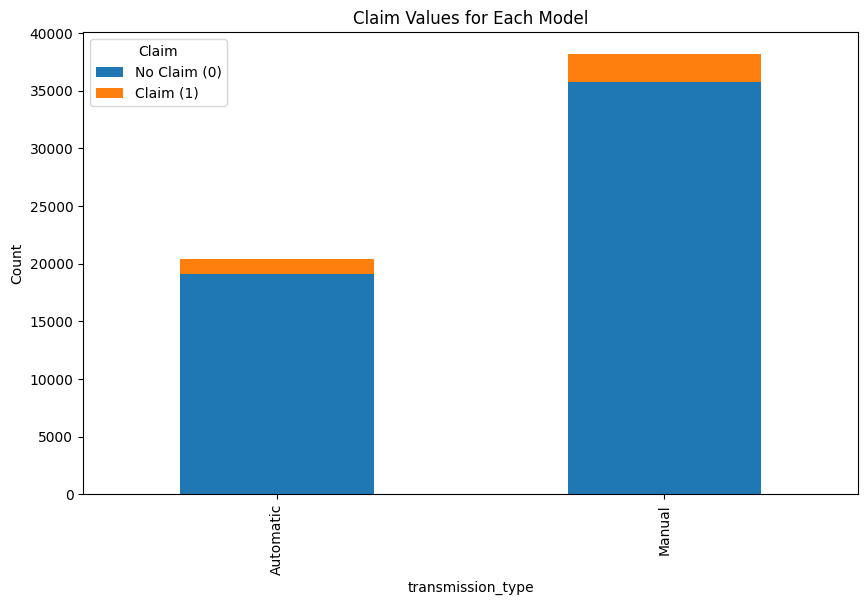 Claim Values for Each Model
Claim
No Claim (0)
Claim (1)
40000
35000
30000
25000
20000
15000
10000
5000
0
Count
Automatic
Manual
transmission_type